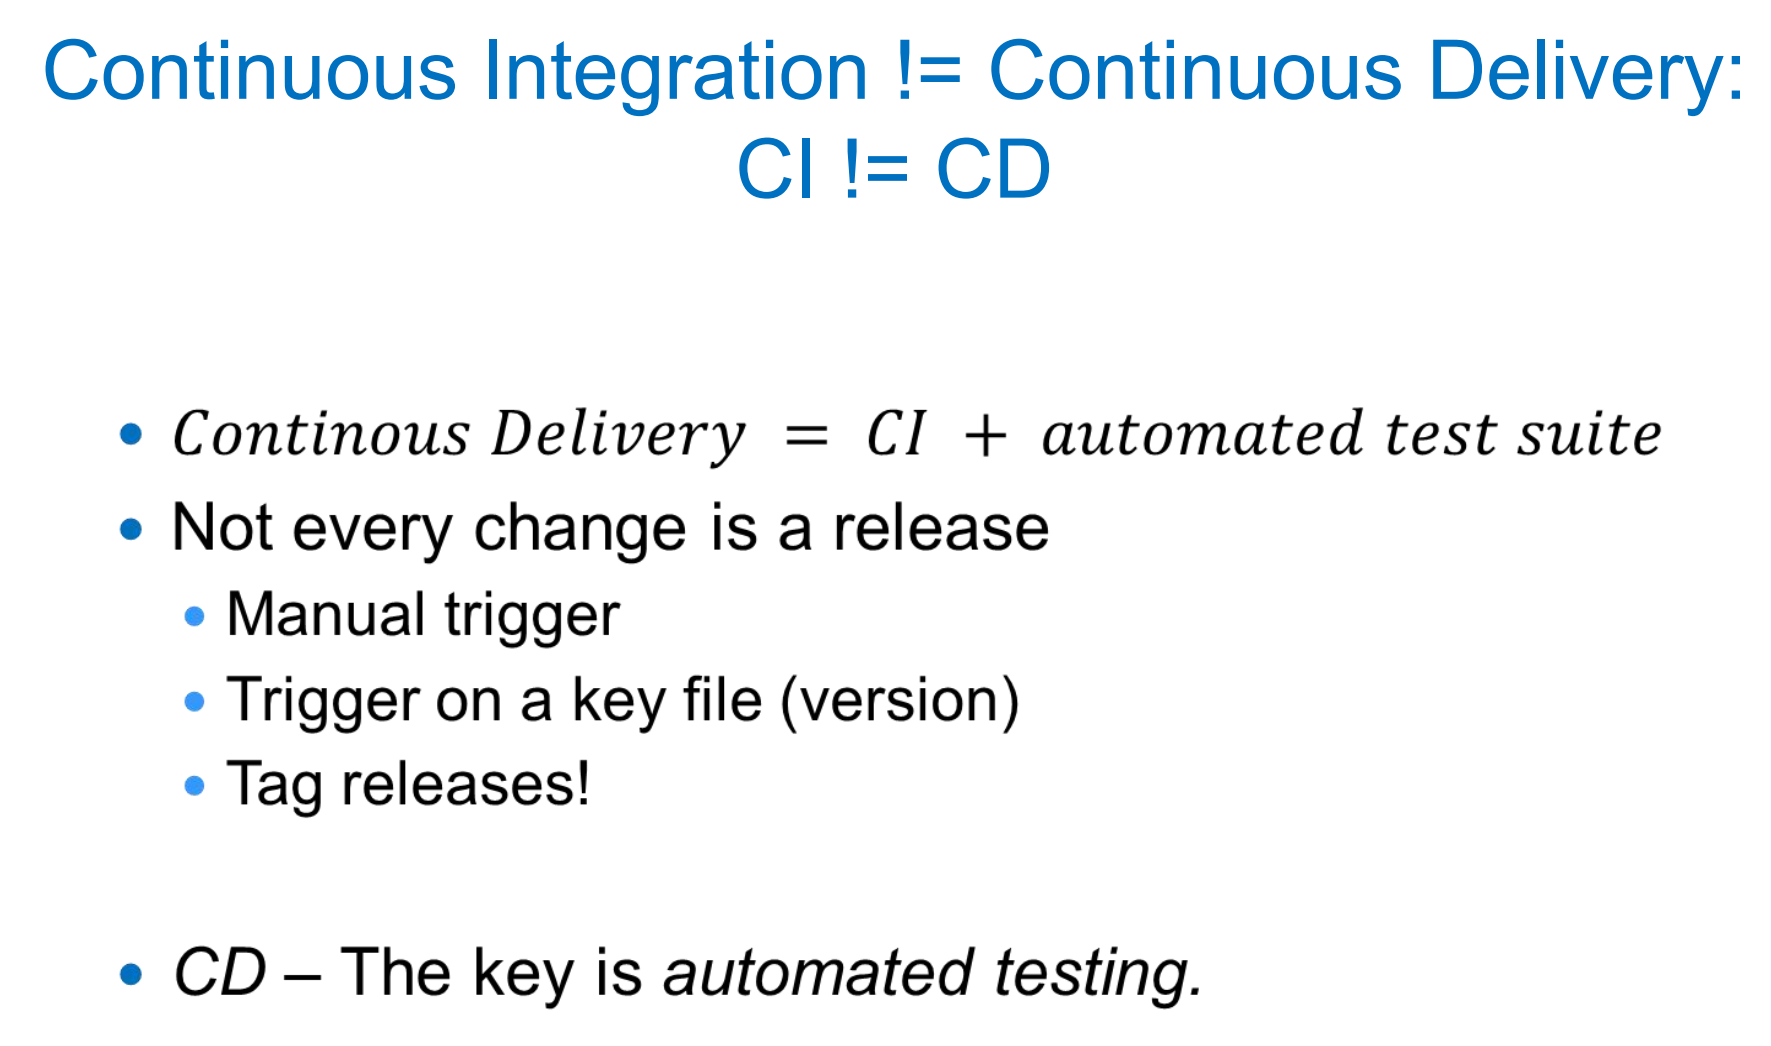 Continuous Integration != Continuous Delivery:
CI != CD
• Continous Delivery = CI + automated test suite
• Not every change is a release
• Manual trigger
• Trigger on a key file (version)
• Tag releases!
• CD – The key is automated testing.